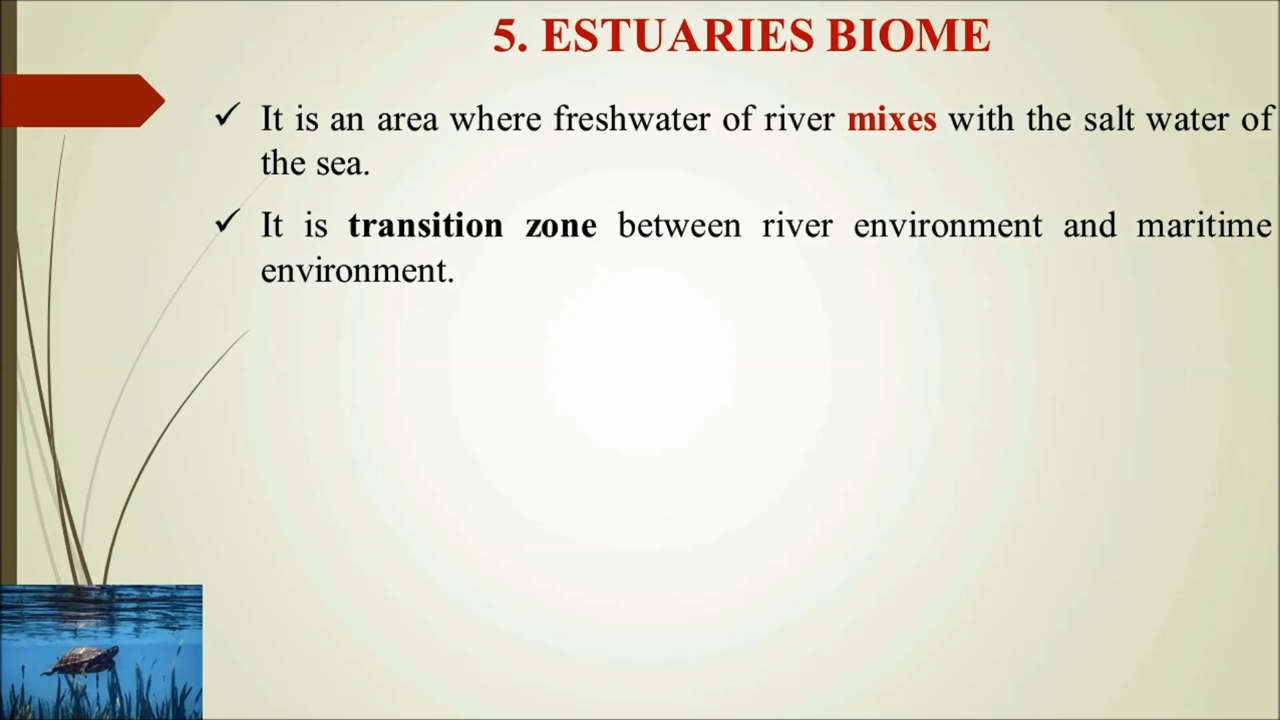 5. ESTUARIES BIOME
✓ It is an area where freshwater of river mixes with the salt water of
the sea.
✓ It is transition zone between river environment and maritime
environment.